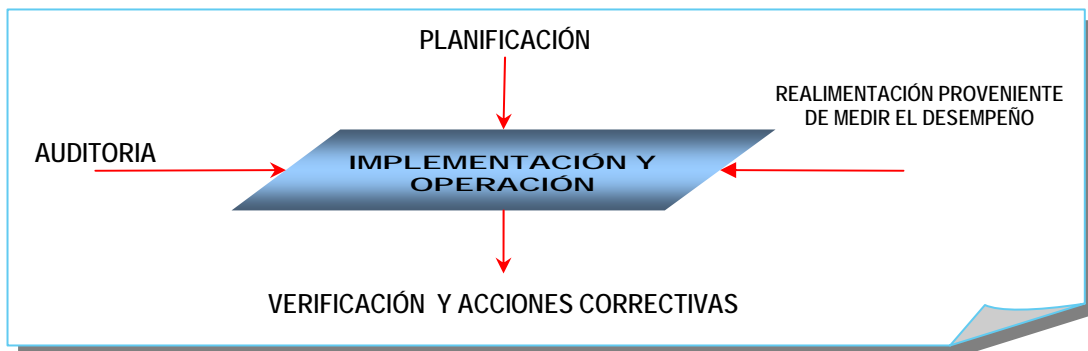 PLANIFICACIÓN
REALIMENTACIÓN PROVENIENTE
DE MEDIR EL DESEMPEÑO
AUDITORIA
IMPLEMENTACIÓN Y
OPERACIÓN
VERIFICACIÓN Y ACCIONES CORRECTIVAS